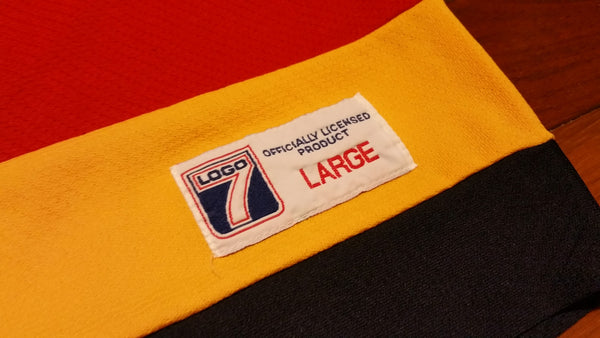 LOGO
7
OFFICIALLY LICENSED
PRODUCT
LARGE